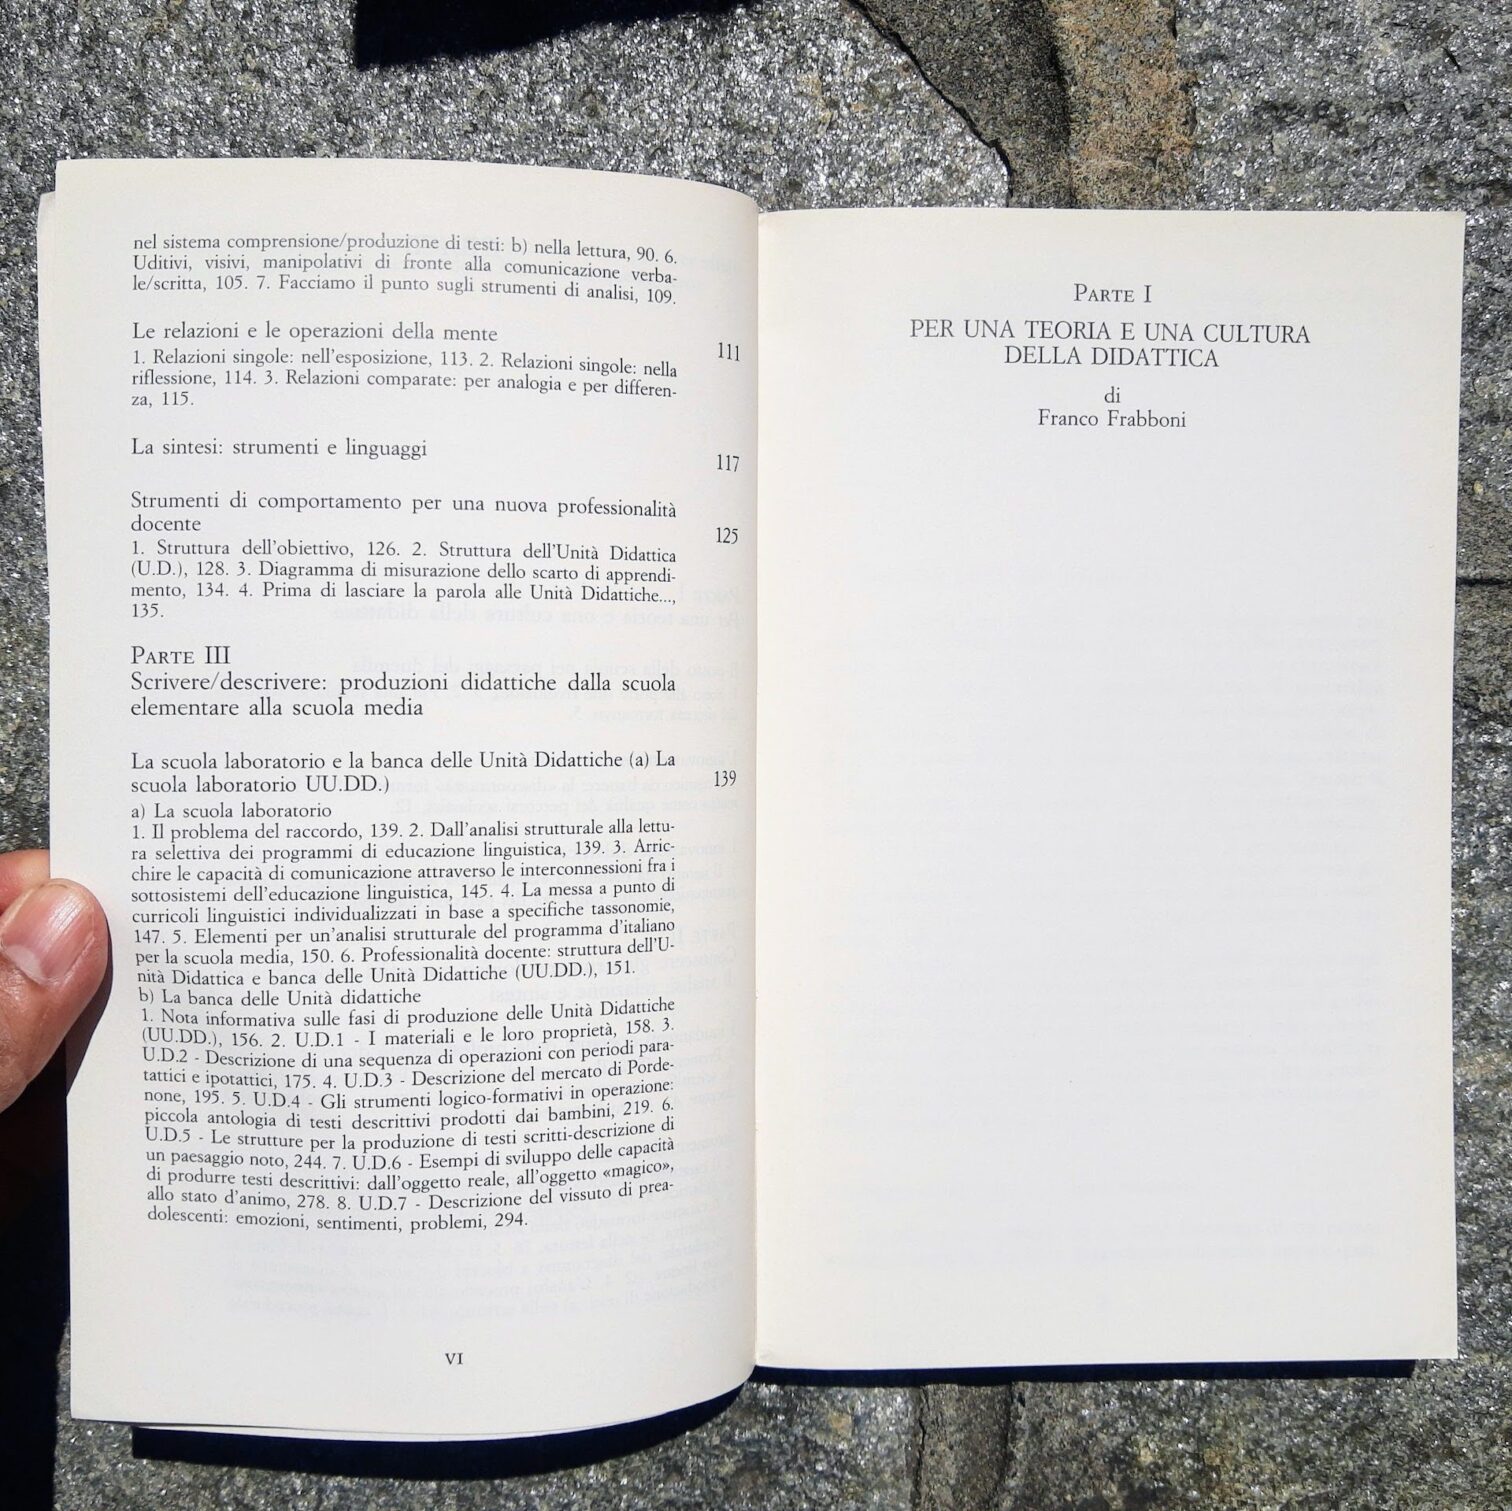 nel sistema comprensione/produzione di testi: b) nella lettura, 90. 6.
Uditivi, visivi, manipolativi di fronte alla comunicazione verba-
le/scritta, 105. 7. Facciamo il punto sugli strumenti di analisi, 109.
Le relazioni e le operazioni della mente 111
1. Relazioni singole: nell'esposizione, 113. 2. Relazioni singole: nella
riflessione, 114. 3. Relazioni comparate: per analogia e per differen-
za, 115.
La sintesi: strumenti e linguaggi 117
Strumenti di comportamento per una nuova professionalità
docente 125
1. Struttura dell'obiettivo, 126. 2. Struttura dell'Unità Didattica
(U.D.), 128. 3. Diagramma di misurazione dello scarto di apprendi-
mento, 134. 4. Prima di lasciare la parola alle Unità Didattiche...,
135.
PARTE III
Scrivere/descrivere: produzioni didattiche dalla scuola
elementare alla scuola media
La scuola laboratorio e la banca delle Unità Didattiche (a) La
scuola laboratorio UU.DD.) 139
a) La scuola laboratorio
1. Il problema del raccordo, 139. 2. Dall'analisi strutturale alla lettu-
ra selettiva dei programmi di educazione linguistica, 139. 3. Arric-
chire le capacità di comunicazione attraverso le interconnessioni fra i
sottosistemi dell'educazione linguistica, 145. 4. La messa a punto di
curricoli linguistici individualizzati in base a specifiche tassonomie,
147. 5. Elementi per un'analisi strutturale del programma d'italiano
per la scuola media, 150. 6. Professionalità docente: struttura dell'U-
nità Didattica e banca delle Unità Didattiche (UU.DD.), 151.
b) La banca delle Unità didattiche
1. Nota informativa sulle fasi di produzione delle Unità Didattiche
(UU.DD.), 156. 2. U.D.1 - I materiali e le loro proprietà, 158. 3.
U.D.2 - Descrizione di una sequenza di operazioni con periodi para-
tattici e ipotattici, 175. 4. U.D.3 - Descrizione del mercato di Porde-
none, 195. 5. U.D.4 - Gli strumenti logico-formativi in operazione:
piccola antologia di testi descrittivi prodotti dai bambini, 219. 6.
U.D.5 - Le strutture per la produzione di testi scritti-descrizione di
un paesaggio noto, 244. 7. U.D.6 - Esempi di sviluppo delle capacità
di produrre testi descrittivi: dall'oggetto reale, all'oggetto «magico»,
allo stato d'animo, 278. 8. U.D.7 - Descrizione del vissuto di prea-
dolescenti: emozioni, sentimenti, problemi, 294.
VI
PARTE I
PER UNA TEORIA E UNA CULTURA
DELLA DIDATTICA
di
Franco Frabboni